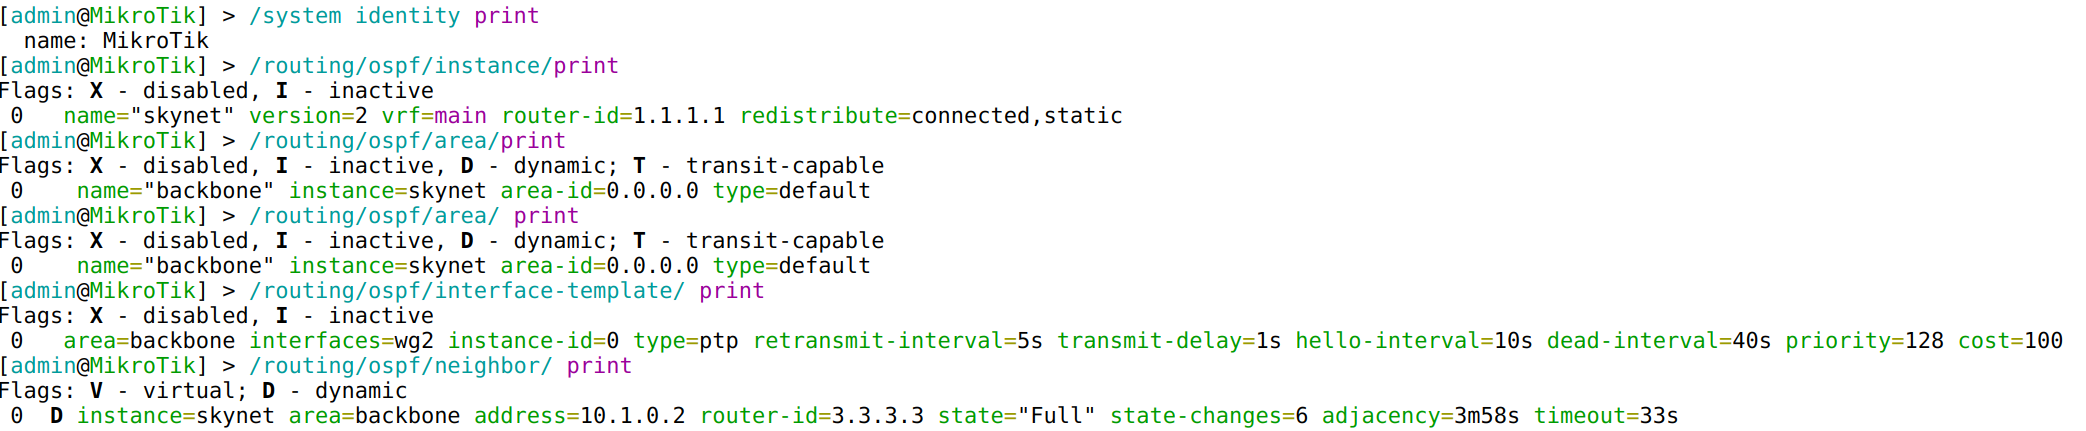 [admin@MikroTik] > /system identity print
  name: MikroTik
[admin@MikroTik] > /routing/ospf/instance/print
Flags: X - disabled, I - inactive
 0   name="skynet" version=2 vrf=main router-id=1.1.1.1 redistribute=connected,static
[admin@MikroTik] > /routing/ospf/area/print
Flags: X - disabled, I - inactive, D - dynamic; T - transit-capable
 0    name="backbone" instance=skynet area-id=0.0.0.0 type=default
[admin@MikroTik] > /routing/ospf/area/ print
Flags: X - disabled, I - inactive, D - dynamic; T - transit-capable
 0    name="backbone" instance=skynet area-id=0.0.0.0 type=default
[admin@MikroTik] > /routing/ospf/interface-template/ print
Flags: X - disabled, I - inactive
 0   area=backbone interfaces=wg2 instance-id=0 type=ptp retransmit-interval=5s transmit-delay=1s hello-interval=10s dead-interval=40s priority=128 cost=100
[admin@MikroTik] > /routing/ospf/neighbor/ print
Flags: V - virtual; D - dynamic
 0  D instance=skynet area=backbone address=10.1.0.2 router-id=3.3.3.3 state="Full" state-changes=6 adjacency=3m58s timeout=33s